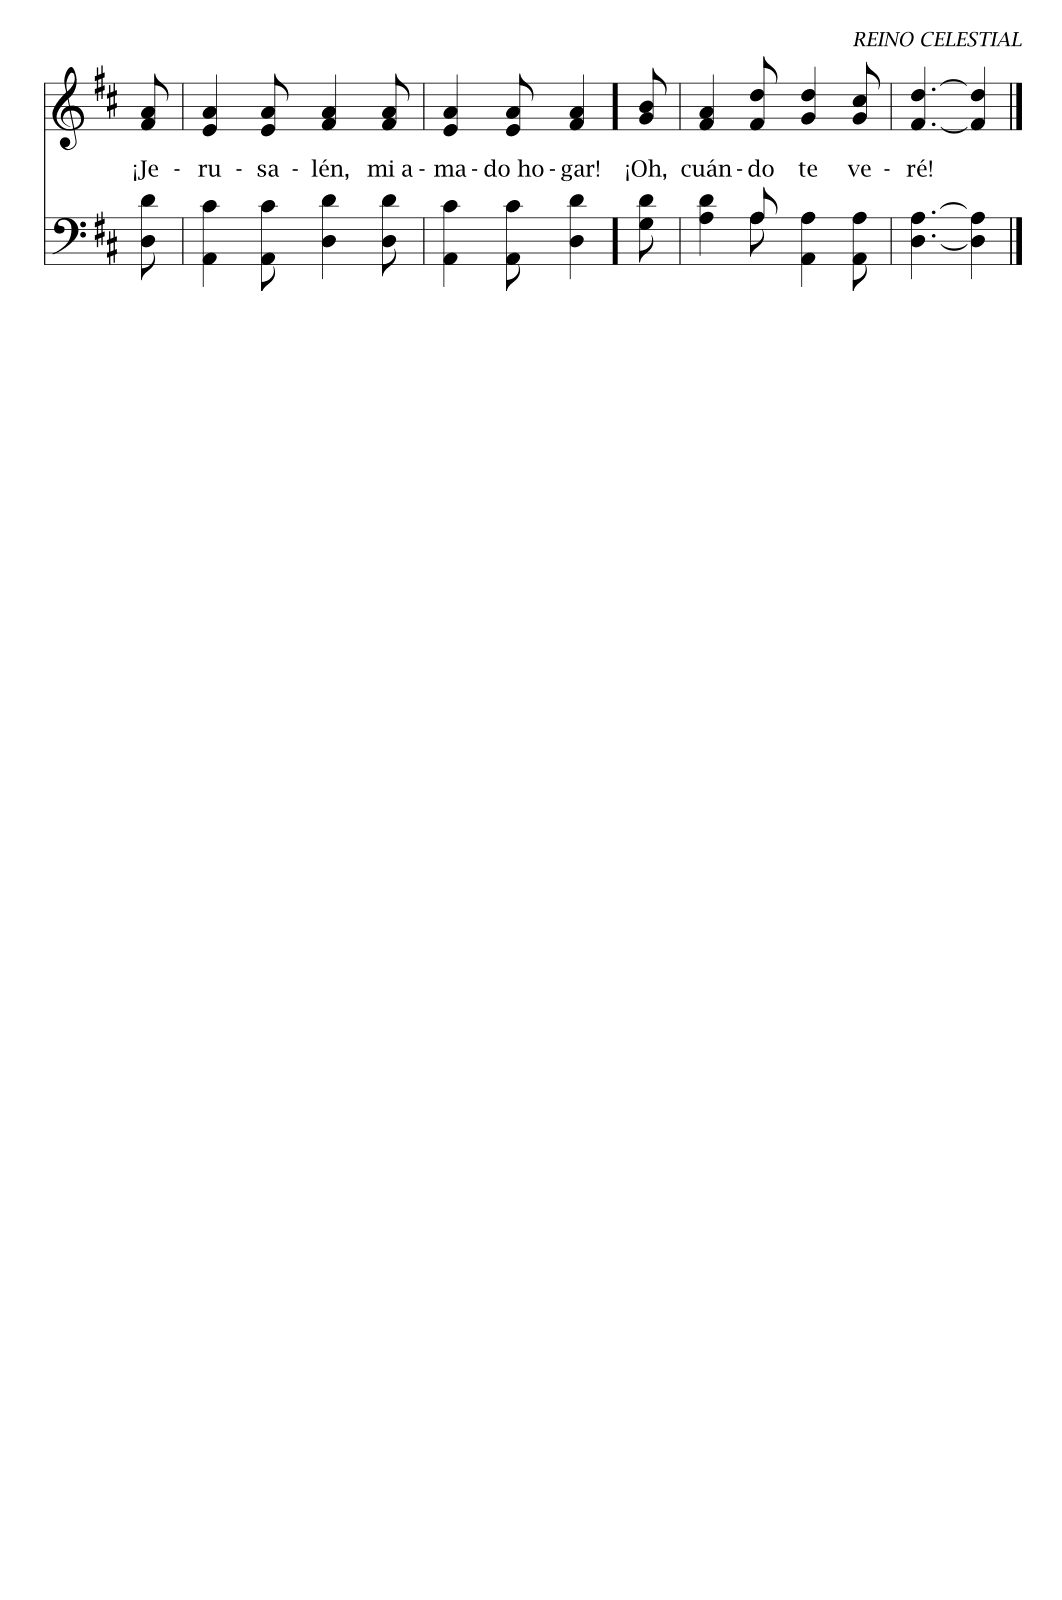 REINO CELESTIAL
¡Je - ru - sa - lén, mi a - ma - do ho - gar! ¡Oh, cuán - do te ve - ré!